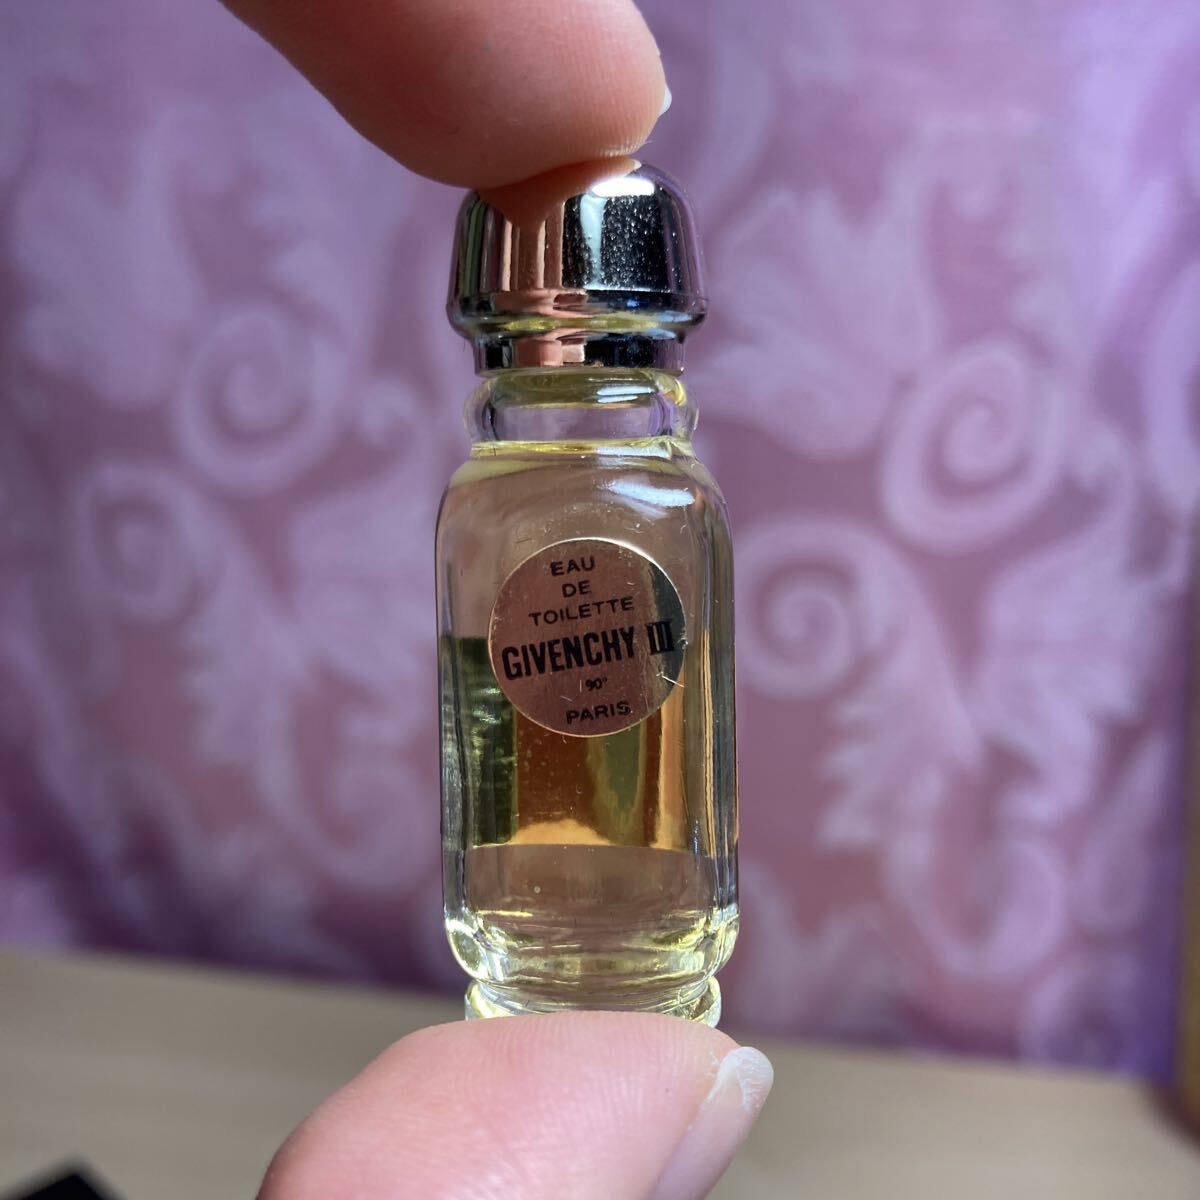 EAU
DE
TOILETTE
GIVENCHY III
90°
PARIS